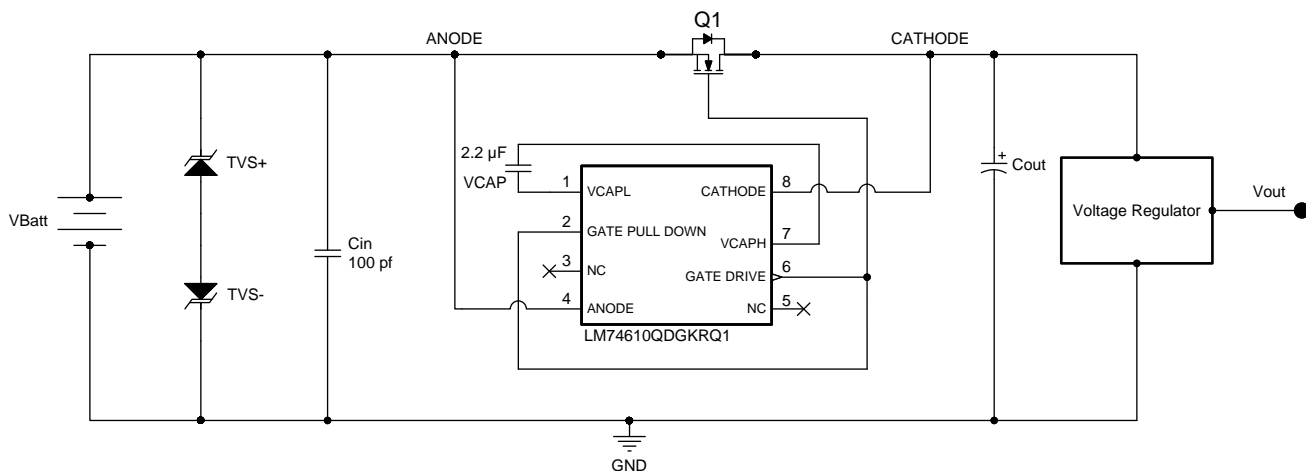 Q1
ANODE
CATHODE
2.2 µF
VCAP
TVS+
VBatt
Cin
100 pf
TVS-
1
VCAPL
CATHODE
8
2
GATE PULL DOWN
VCAPH
7
3
NC
GATE DRIVE
6
4
ANODE
NC
5
LM74610QDGKRQ1
+
Cout
Voltage Regulator
Vout
GND